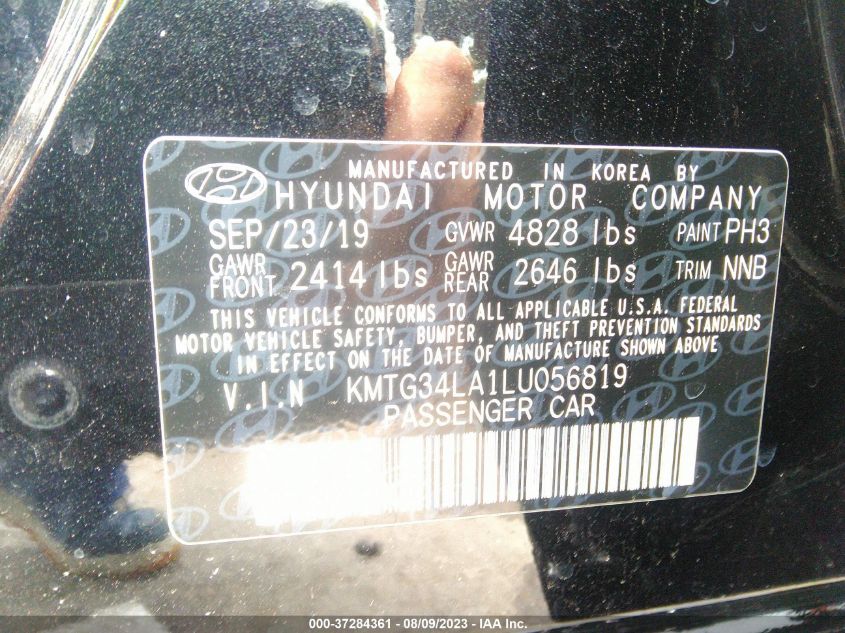 MANUFACTURED IN KOREA BY
HYUNDAI MOTOR COMPANY
SEP/23/19 GVWR 4828 lbs PAINT PH3
GAWR FRONT 2414 lbs GAWR REAR 2646 lbs TRIM NNB
THIS VEHICLE CONFORMS TO ALL APPLICABLE U.S.A. FEDERAL
MOTOR VEHICLE SAFETY, BUMPER, AND THEFT PREVENTION STANDARDS
IN EFFECT ON THE DATE OF MANUFACTURE SHOWN ABOVE
V.I.N KMTG34LA1LU056819
PASSENGER CAR
000-37284361 - 08/09/2023 - IAA Inc.